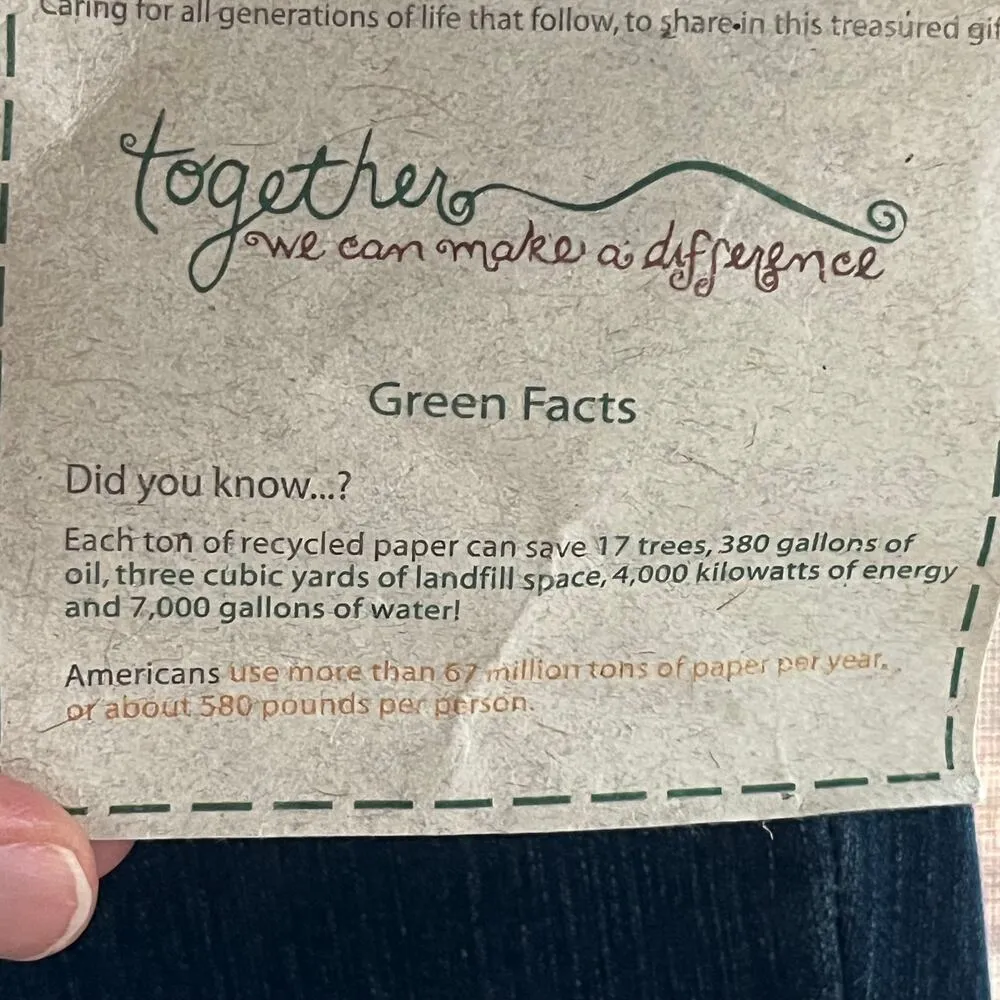 Caring for all generations of life that follow, to share in this treasured
together
we can make a difference
Green Facts
Did you know...?
Each ton of recycled paper can save 17 trees, 380 gallons of
oil, three cubic yards of landfill space, 4,000 kilowatts of energy
and 7,000 gallons of water!
Americans use more than 67 million tons of paper per year,
or about 580 pounds per person.